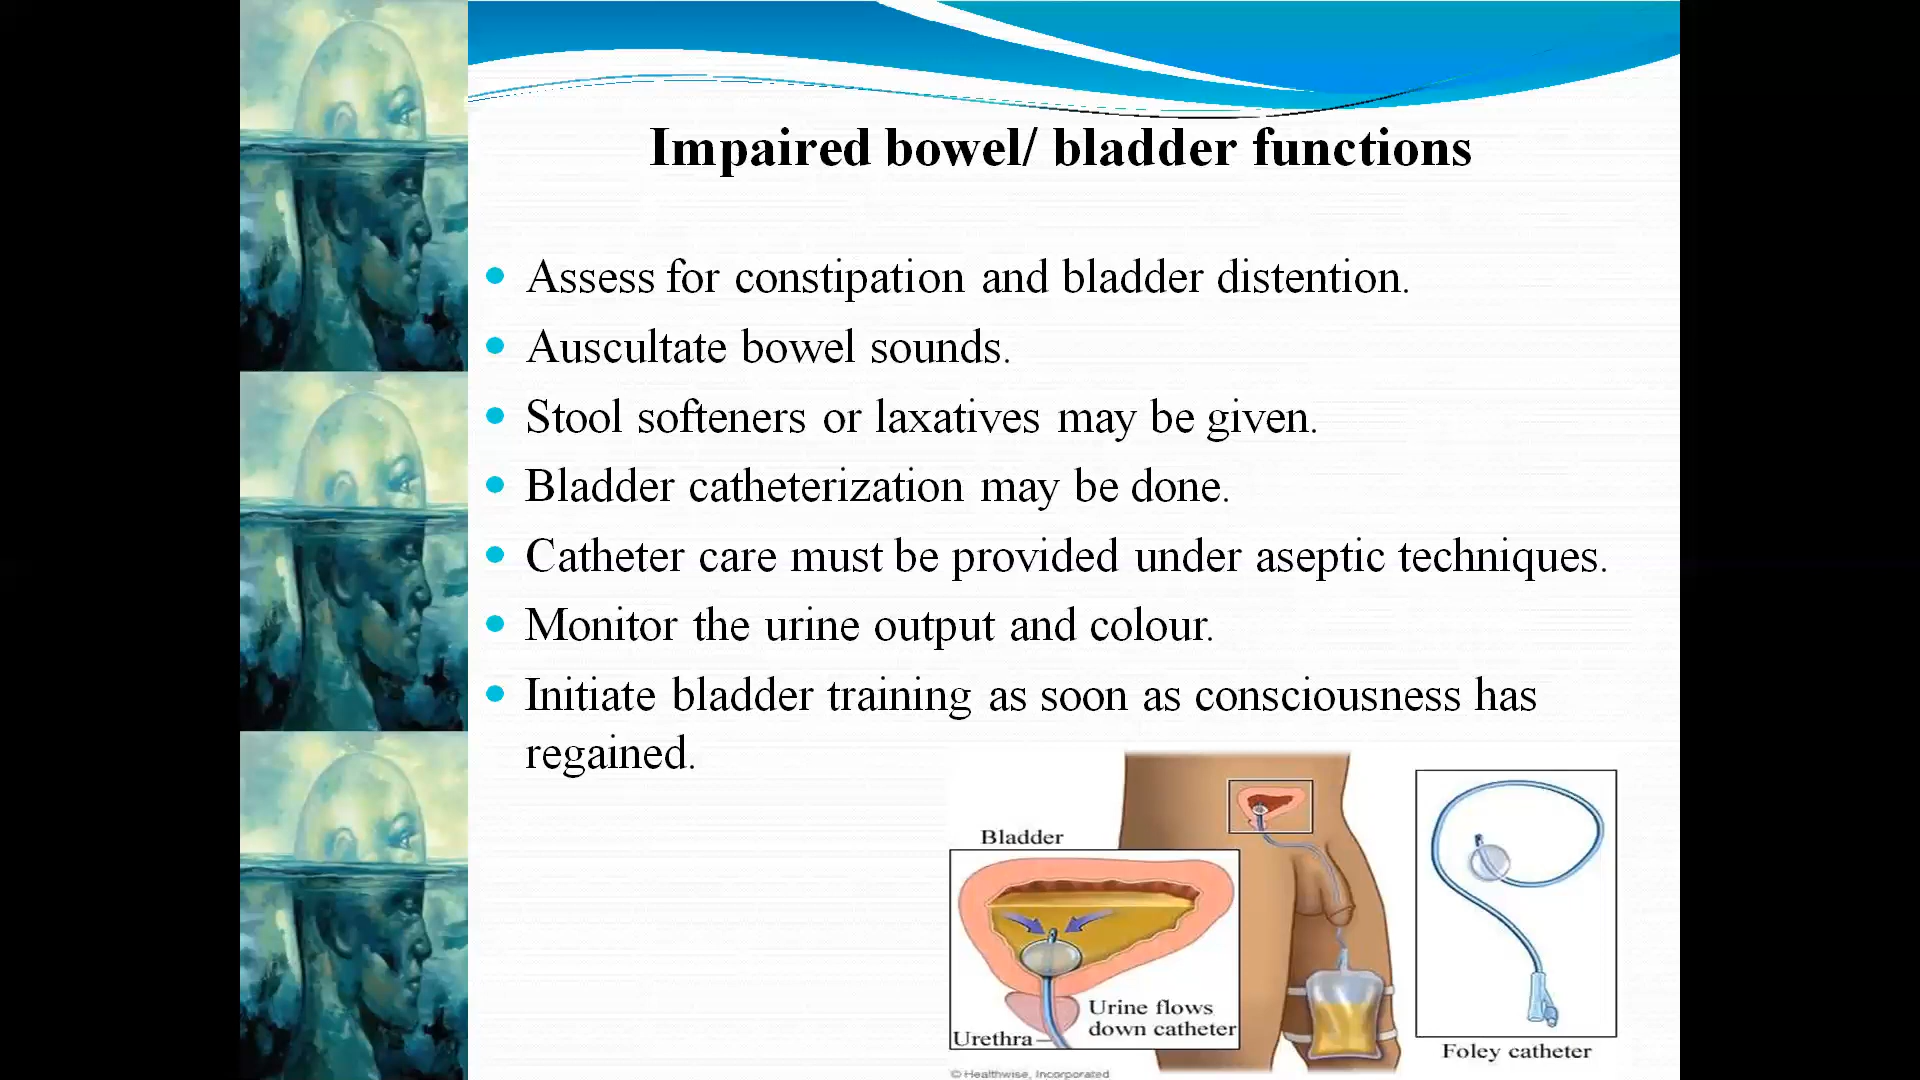 Impaired bowel/ bladder functions
Assess for constipation and bladder distention.
Auscultate bowel sounds.
Stool softeners or laxatives may be given.
Bladder catheterization may be done.
Catheter care must be provided under aseptic techniques.
Monitor the urine output and colour.
Initiate bladder training as soon as consciousness has
regained.
Bladder
Urine flows
down catheter
Urethra
Foley catheter
© Healthwise, Incorporated